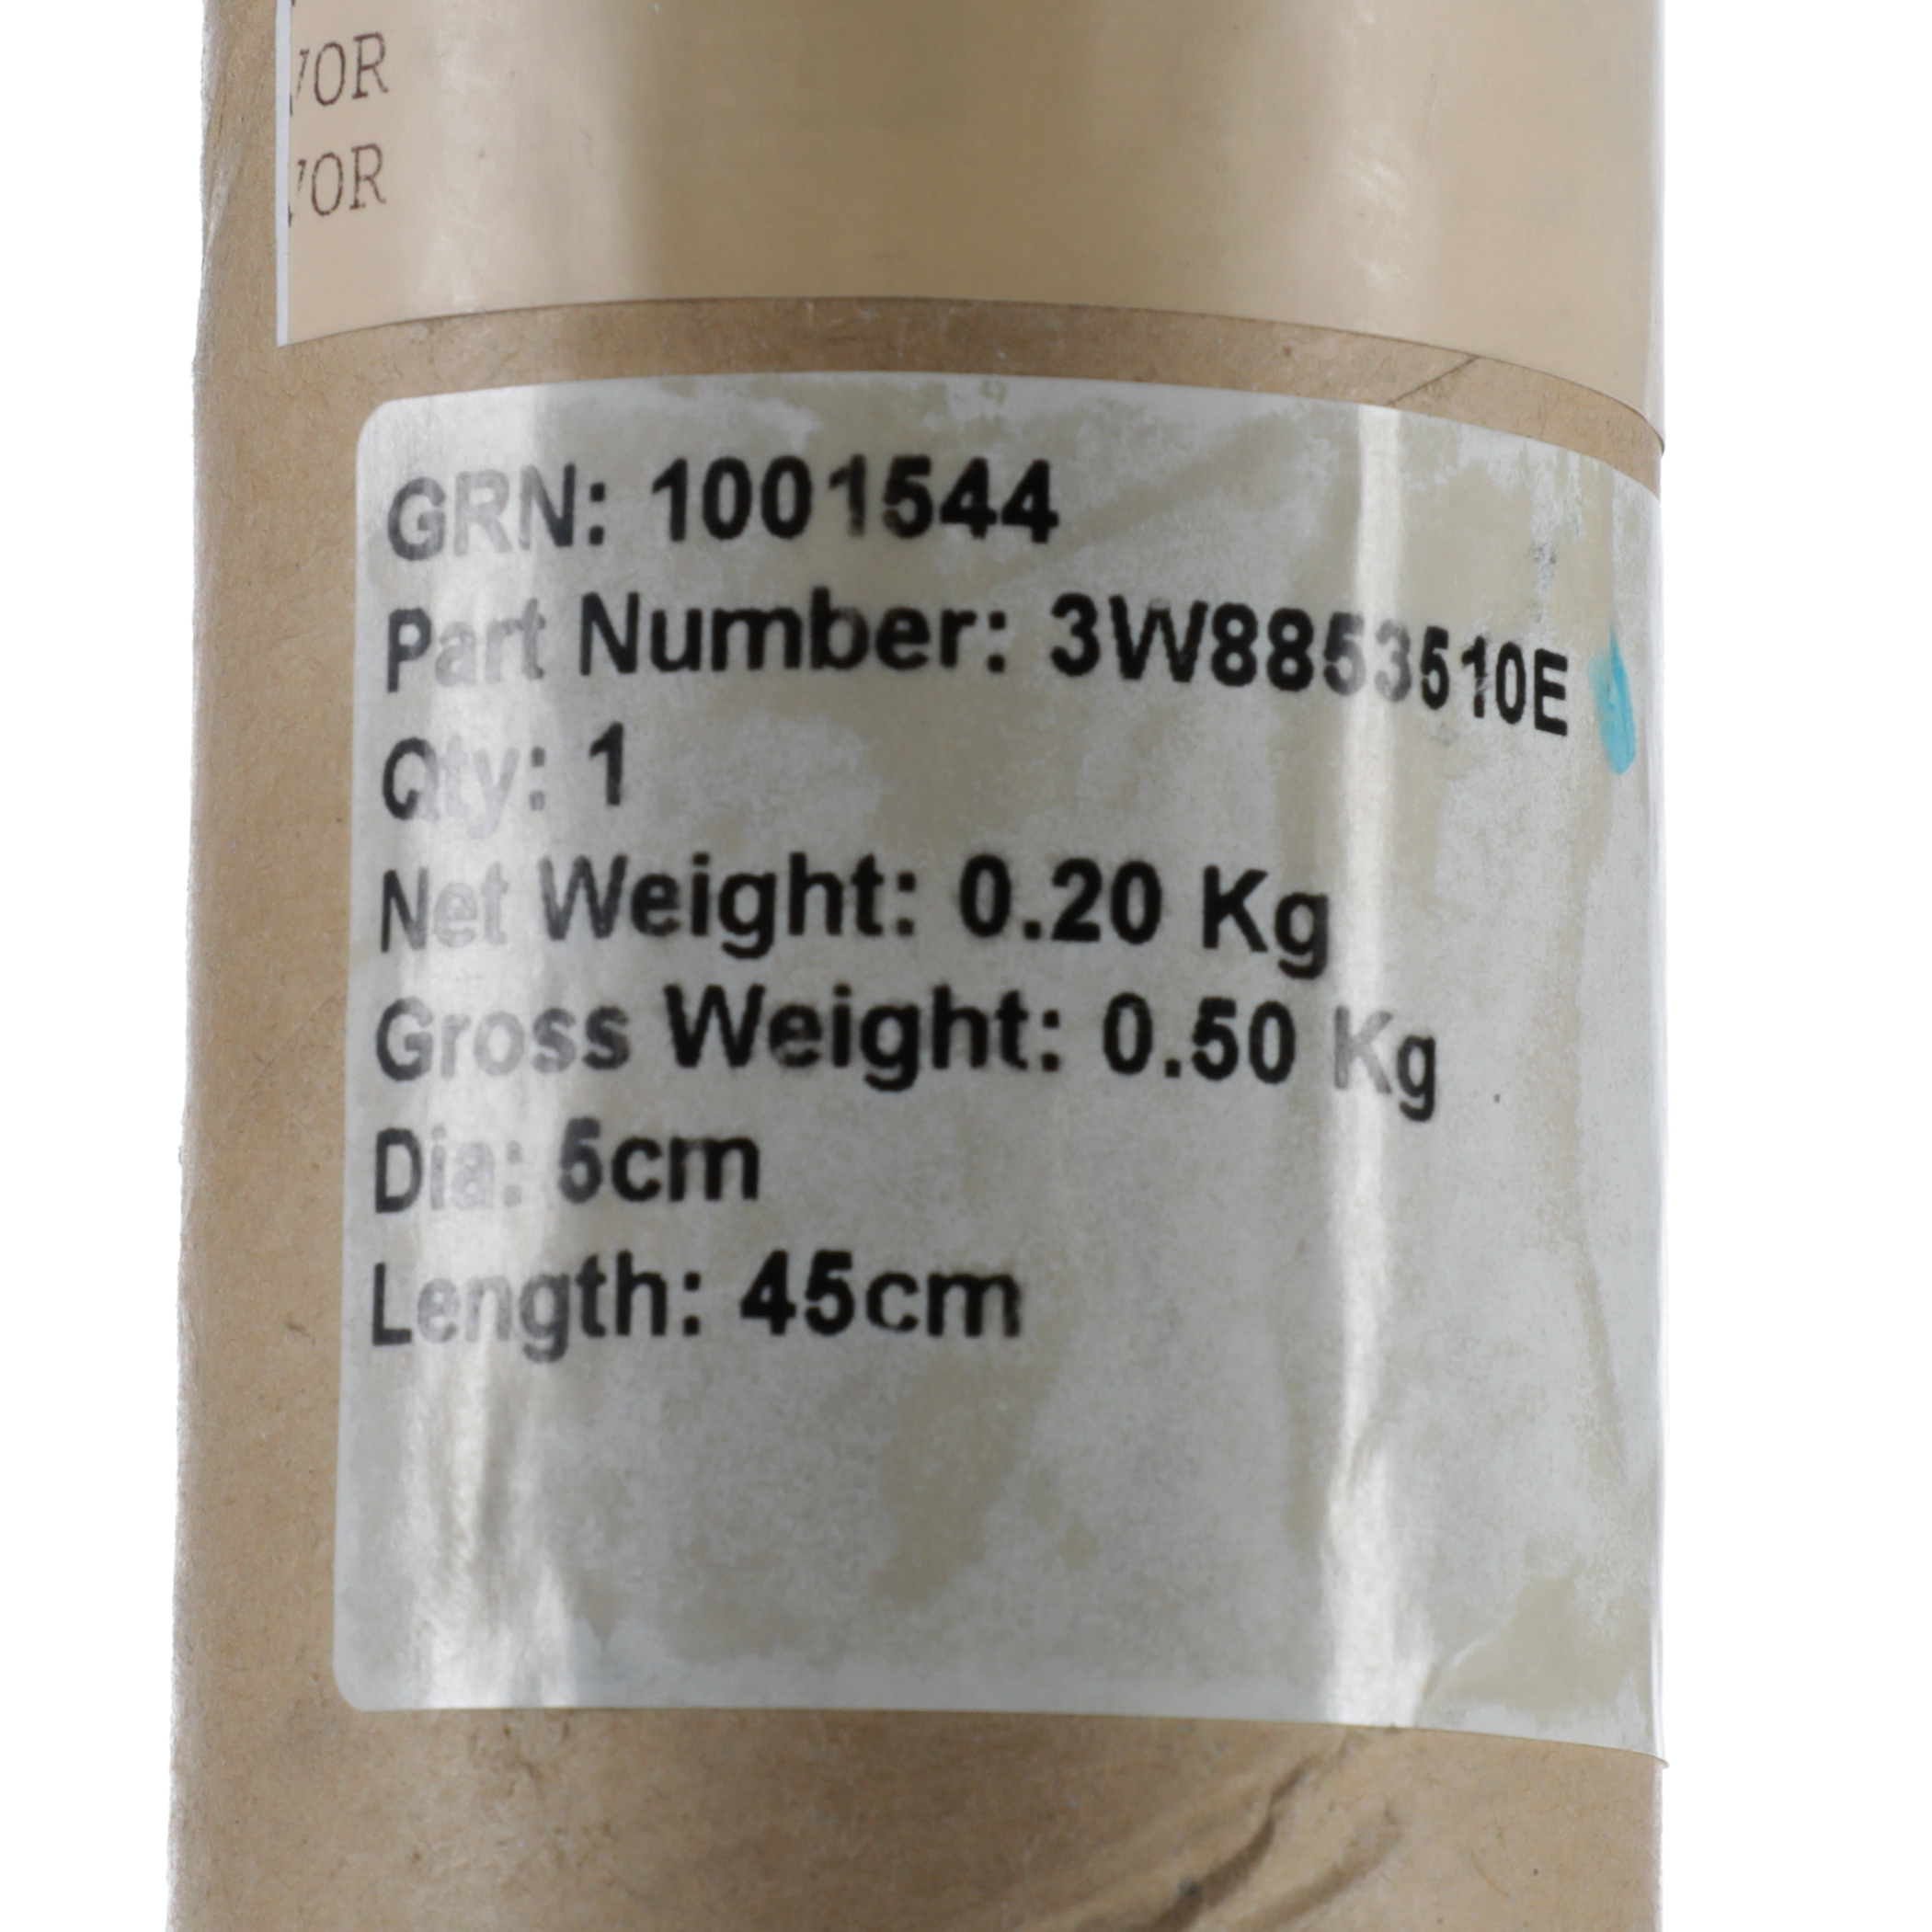 VOR
VOR
GRN: 1001544
Part Number: 3W8853510E
Qty: 1
Net Weight: 0.20 Kg
Gross Weight: 0.50 Kg
Dia: 5cm
Length: 45cm